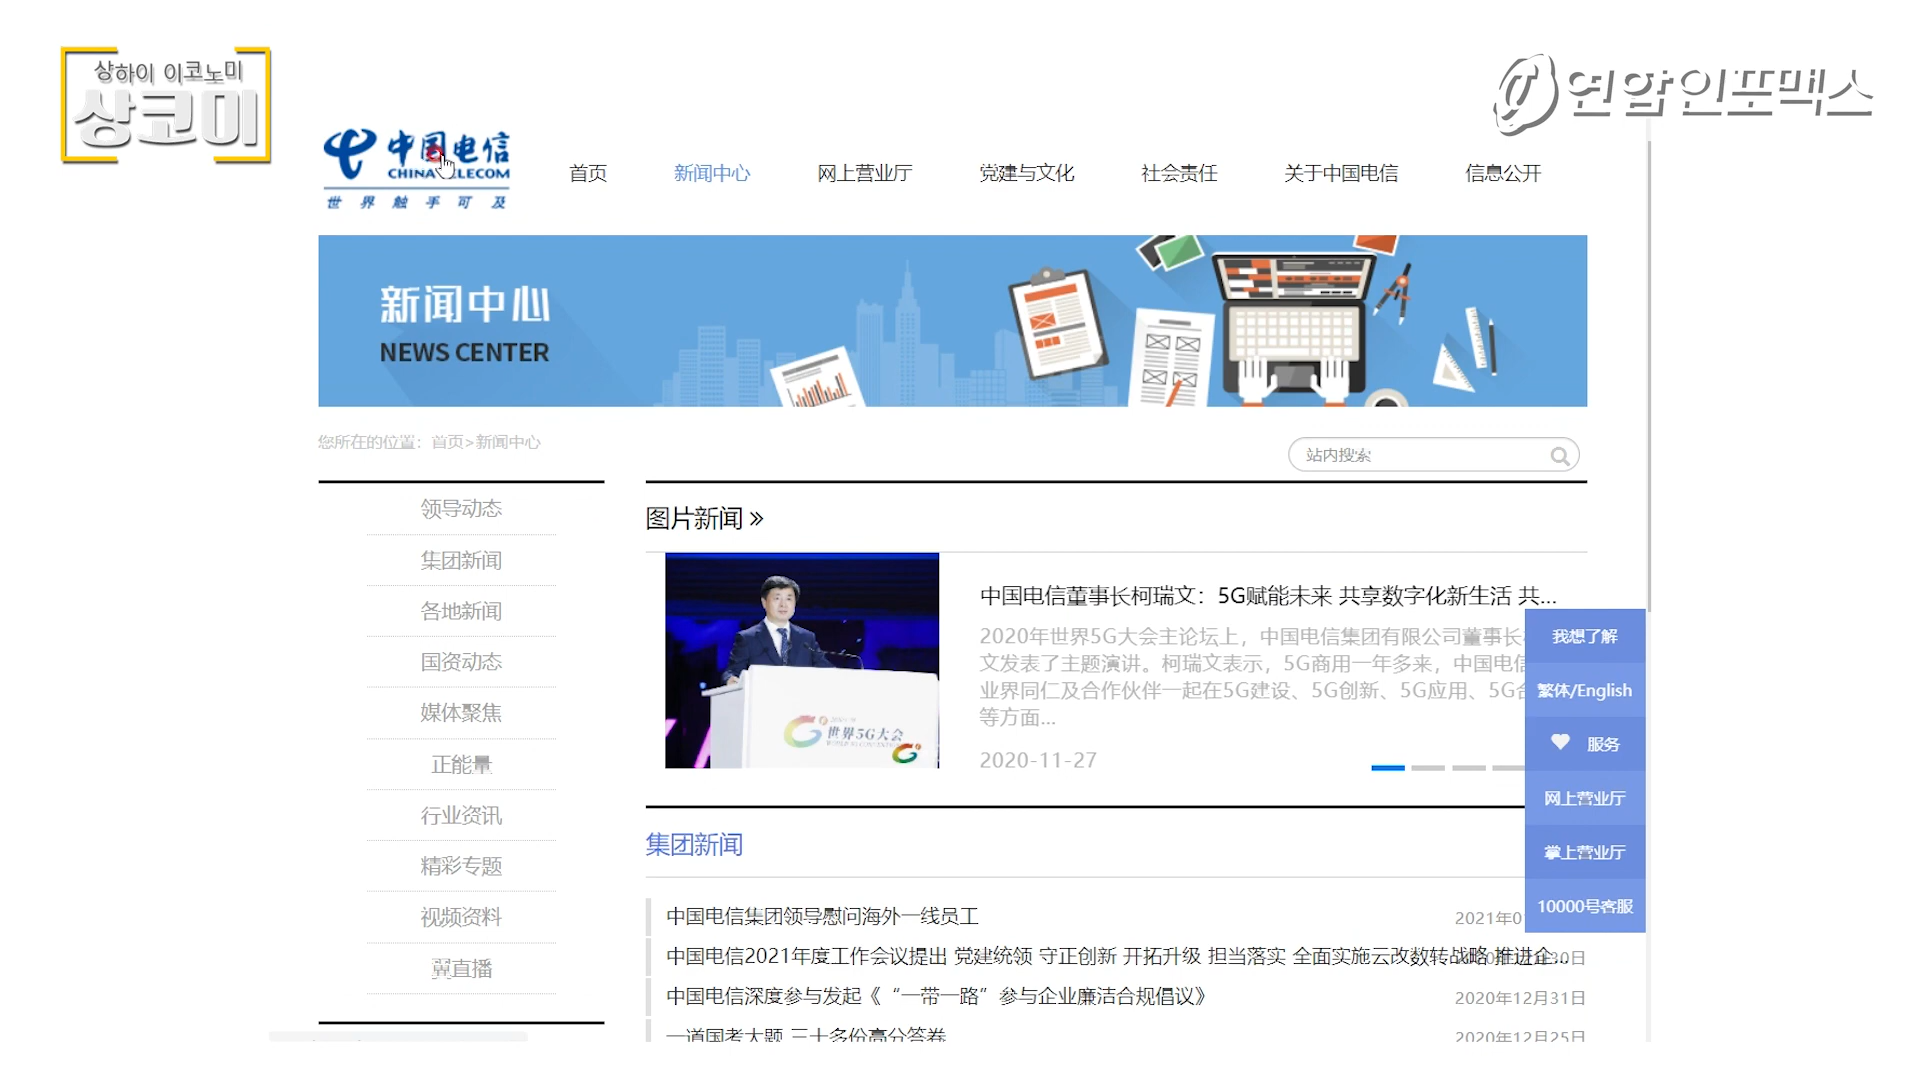 상하이 이코노미
상코미
연합인포맥스
中国电信
CHINA TELECOM
世界触手可及
首页 新闻中心 网上营业厅 党建与文化 社会责任 关于中国电信 信息公开
新闻中心
NEWS CENTER
您所在的位置：首页>新闻中心
站内搜索
领导动态
集团新闻
各地新闻
国资动态
媒体聚焦
正能量
行业资讯
精彩专题
视频资料
翼直播
图片新闻 »
世界5G大会
中国电信董事长柯瑞文：5G赋能未来 共享数字化新生活 共...
2020年世界5G大会主论坛上，中国电信集团有限公司董事长
文发表了主题演讲。柯瑞文表示，5G商用一年多来，中国电信
业界同仁及合作伙伴一起在5G建设、5G创新、5G应用、5G
等方面...
2020-11-27
我想了解
繁体/English
服务
网上营业厅
掌上营业厅
10000号客服
集团新闻
中国电信集团领导慰问海外一线员工 2021年0
中国电信2021年度工作会议提出 党建统领 守正创新 开拓升级 担当落实 全面实施云改数转战略 推进企...
中国电信深度参与发起《“一带一路”参与企业廉洁合规倡议》 2020年12月31日
一道国考大题 三十多份高分答卷 2020年12月25日